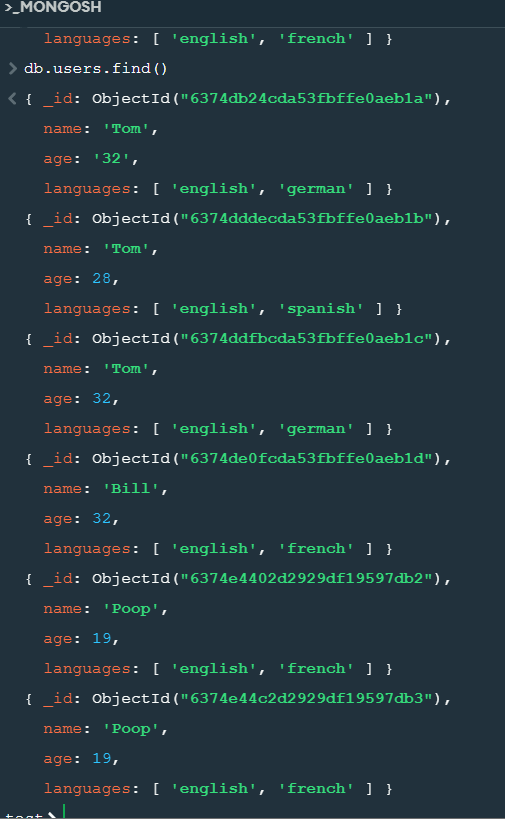 >_MONGOSH
languages: [ 'english', 'french' ] }
> db.users.find()
< { _id: ObjectId("6374db24cda53fbffe0aeb1a"),
name: 'Tom',
age: '32',
languages: [ 'english', 'german' ] }
{ _id: ObjectId("6374dddecda53fbffe0aeb1b"),
name: 'Tom',
age: 28,
languages: [ 'english', 'spanish' ] }
{ _id: ObjectId("6374ddfbcda53fbffe0aeb1c"),
name: 'Tom',
age: 32,
languages: [ 'english', 'german' ] }
{ _id: ObjectId("6374de0fcda53fbffe0aeb1d"),
name: 'Bill',
age: 32,
languages: [ 'english', 'french' ] }
{ _id: ObjectId("6374e4402d2929df19597db2"),
name: 'Poop',
age: 19,
languages: [ 'english', 'french' ] }
{ _id: ObjectId("6374e44c2d2929df19597db3"),
name: 'Poop',
age: 19,
languages: [ 'english', 'french' ] }
test>